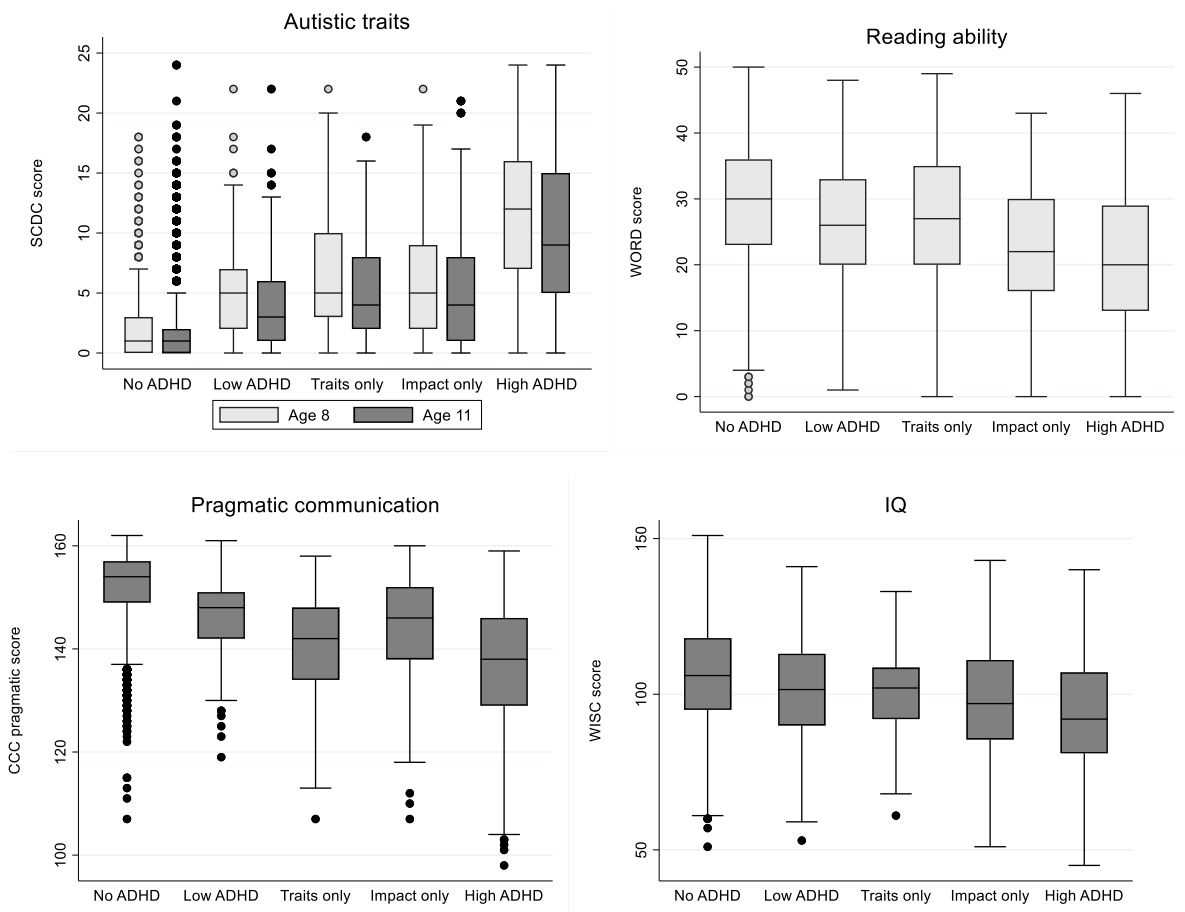 Autistic traits
25
20
15
10
5
0
SCDC score
No ADHD Low ADHD Traits only Impact only High ADHD
Age 8 Age 11
Reading ability
50
40
30
20
10
0
WORD score
No ADHD Low ADHD Traits only Impact only High ADHD
Pragmatic communication
160
140
120
100
CCC pragmatic score
No ADHD Low ADHD Traits only Impact only High ADHD
IQ
150
100
50
WISC score
No ADHD Low ADHD Traits only Impact only High ADHD